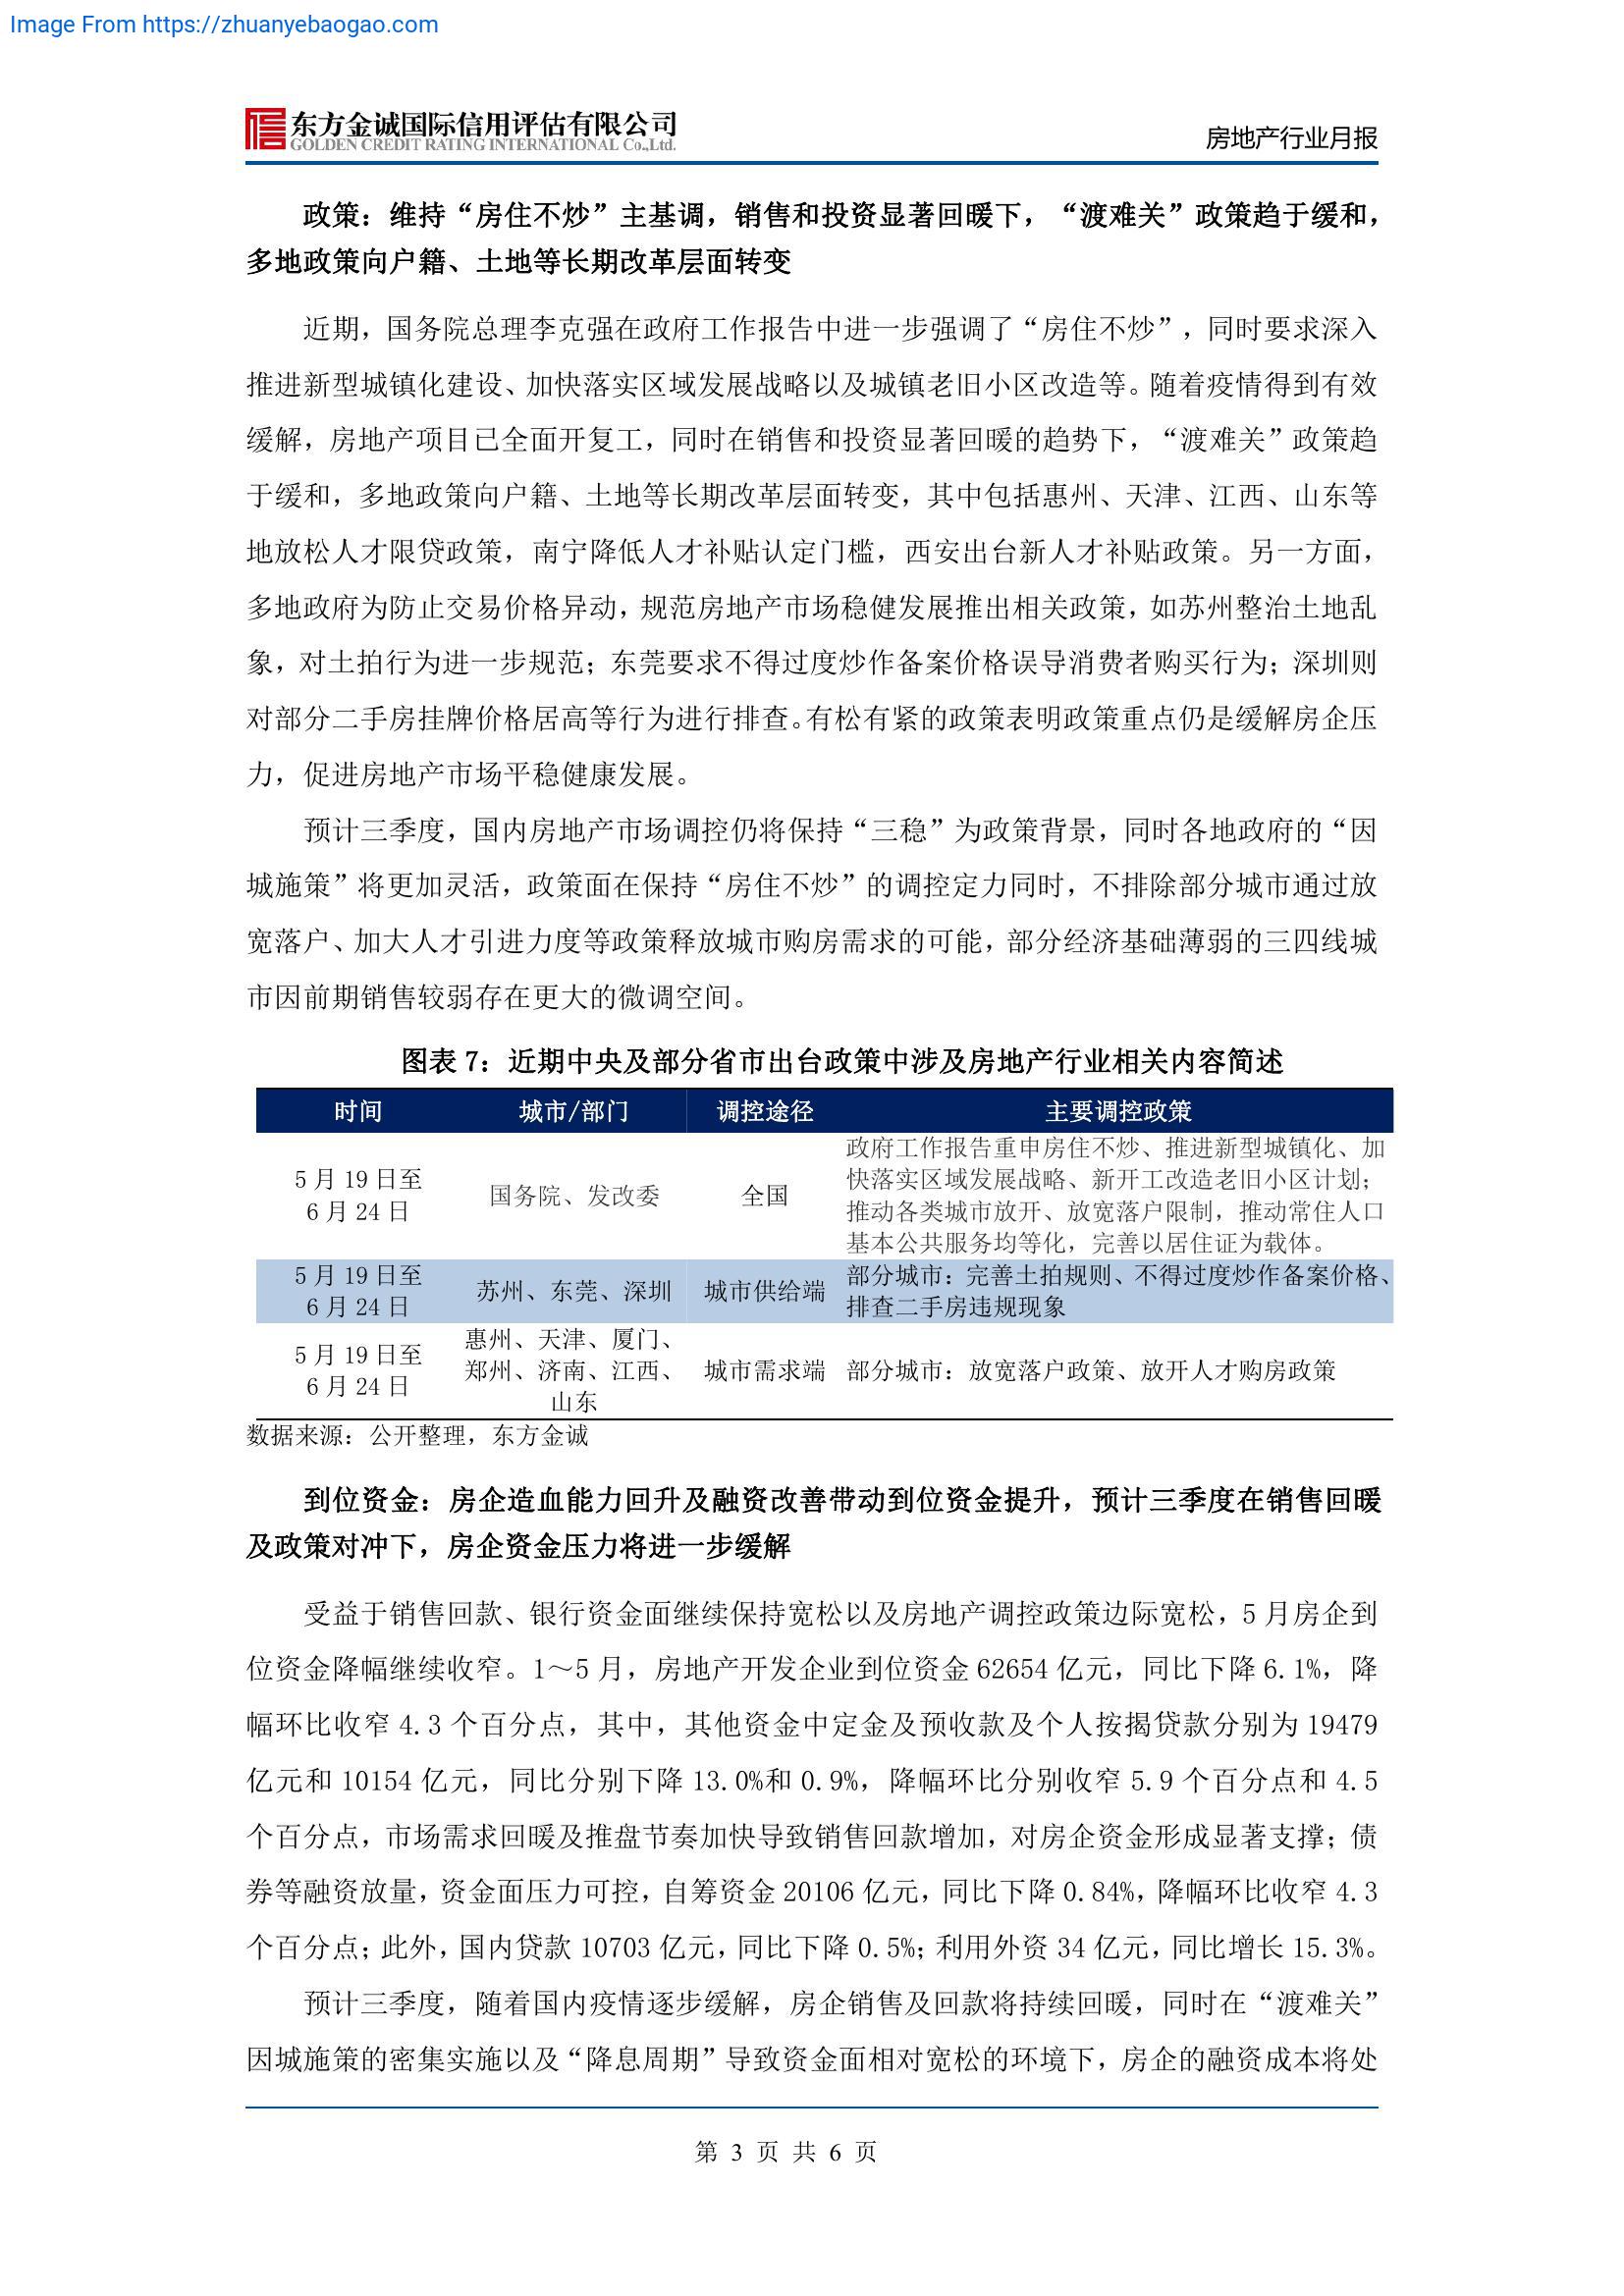 Image From https://zhuanyebaogao.com
东方金诚国际信用评估有限公司
GOLDEN CREDIT RATING INTERNATIONAL Co.,Ltd.
房地产行业月报
政策：维持“房住不炒”主基调，销售和投资显著回暖下，“渡难关”政策趋于缓和，
多地政策向户籍、土地等长期改革层面转变
近期，国务院总理李克强在政府工作报告中进一步强调了“房住不炒”，同时要求深入
推进新型城镇化建设、加快落实区域发展战略以及城镇老旧小区改造等。随着疫情得到有效
缓解，房地产项目已全面开复工，同时在销售和投资显著回暖的趋势下，“渡难关”政策趋
于缓和，多地政策向户籍、土地等长期改革层面转变，其中包括惠州、天津、江西、山东等
地放松人才限贷政策，南宁降低人才补贴认定门槛，西安出台新人才补贴政策。另一方面，
多地政府为防止交易价格异动，规范房地产市场稳健发展推出相关政策，如苏州整治土地乱
象，对土拍行为进一步规范；东莞要求不得过度炒作备案价格误导消费者购买行为；深圳则
对部分二手房挂牌价格居高等行为进行排查。有松有紧的政策表明政策重点仍是缓解房企压
力，促进房地产市场平稳健康发展。
预计三季度，国内房地产市场调控仍将保持“三稳”为政策背景，同时各地政府的“因
城施策”将更加灵活，政策面在保持“房住不炒”的调控定力同时，不排除部分城市通过放
宽落户、加大人才引进力度等政策释放城市购房需求的可能，部分经济基础薄弱的三四线城
市因前期销售较弱存在更大的微调空间。
图表 7：近期中央及部分省市出台政策中涉及房地产行业相关内容简述
时间 城市/部门 调控途径 主要调控政策
5 月 19 日至
6 月 24 日
国务院、发改委
全国
政府工作报告重申房住不炒、推进新型城镇化、加
快落实区域发展战略、新开工改造老旧小区计划；
推动各类城市放开、放宽落户限制，推动常住人口
基本公共服务均等化，完善以居住证为载体。
5 月 19 日至
6 月 24 日
苏州、东莞、深圳
城市供给端
部分城市：完善土拍规则、不得过度炒作备案价格、
排查二手房违规现象
5 月 19 日至
6 月 24 日
惠州、天津、厦门、
郑州、济南、江西、
山东
城市需求端
部分城市：放宽落户政策、放开人才购房政策
数据来源：公开整理，东方金诚
到位资金：房企造血能力回升及融资改善带动到位资金提升，预计三季度在销售回暖
及政策对冲下，房企资金压力将进一步缓解
受益于销售回款、银行资金面继续保持宽松以及房地产调控政策边际宽松，5 月房企到
位资金降幅继续收窄。1～5 月，房地产开发企业到位资金 62654 亿元，同比下降 6.1%，降
幅环比收窄 4.3 个百分点，其中，其他资金中定金及预收款及个人按揭贷款分别为 19479
亿元和 10154 亿元，同比分别下降 13.0%和 0.9%，降幅环比分别收窄 5.9 个百分点和 4.5
个百分点，市场需求回暖及推盘节奏加快导致销售回款增加，对房企资金形成显著支撑；债
券等融资放量，资金面压力可控，自筹资金 20106 亿元，同比下降 0.84%，降幅环比收窄 4.3
个百分点；此外，国内贷款 10703 亿元，同比下降 0.5%；利用外资 34 亿元，同比增长 15.3%。
预计三季度，随着国内疫情逐步缓解，房企销售及回款将持续回暖，同时在“渡难关”
因城施策的密集实施以及“降息周期”导致资金面相对宽松的环境下，房企的融资成本将处
第 3 页 共 6 页